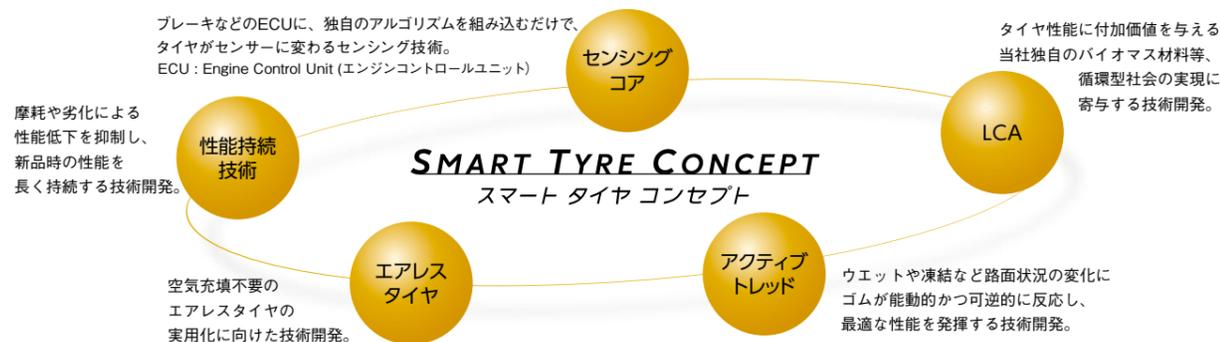 ブレーキなどのECUに、独自のアルゴリズムを組み込むだけで、
タイヤがセンサーに変わるセンシング技術。
ECU : Engine Control Unit (エンジンコントロールユニット)
センシング
コア
タイヤ性能に付加価値を与える
当社独自のバイオマス材料等、
循環型社会の実現に
寄与する技術開発。
LCA
摩耗や劣化による
性能低下を抑制し、
新品時の性能を
長く持続する技術開発。
性能持続
技術
SMART TYRE CONCEPT
スマート タイヤ コンセプト
エアレス
タイヤ
空気充填不要の
エアレスタイヤの
実用化に向けた技術開発。
アクティブ
トレッド
ウエットや凍結など路面状況の変化に
ゴムが能動的かつ可逆的に反応し、
最適な性能を発揮する技術開発。